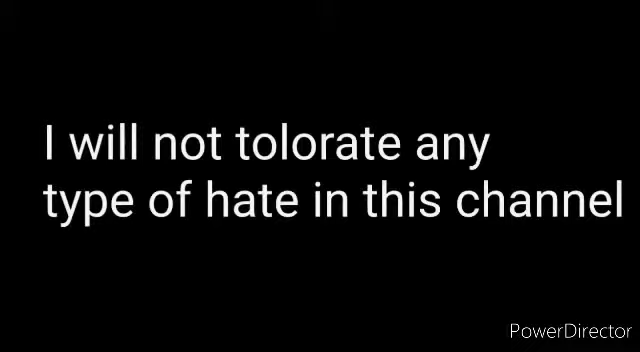 I will not tolorate any
type of hate in this channel
PowerDirector